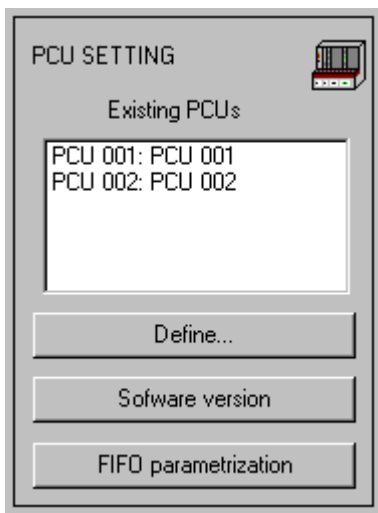 PCU SETTING
Existing PCUs
PCU 001: PCU 001
PCU 002: PCU 002
Define...
Sofware version
FIFO parametrization